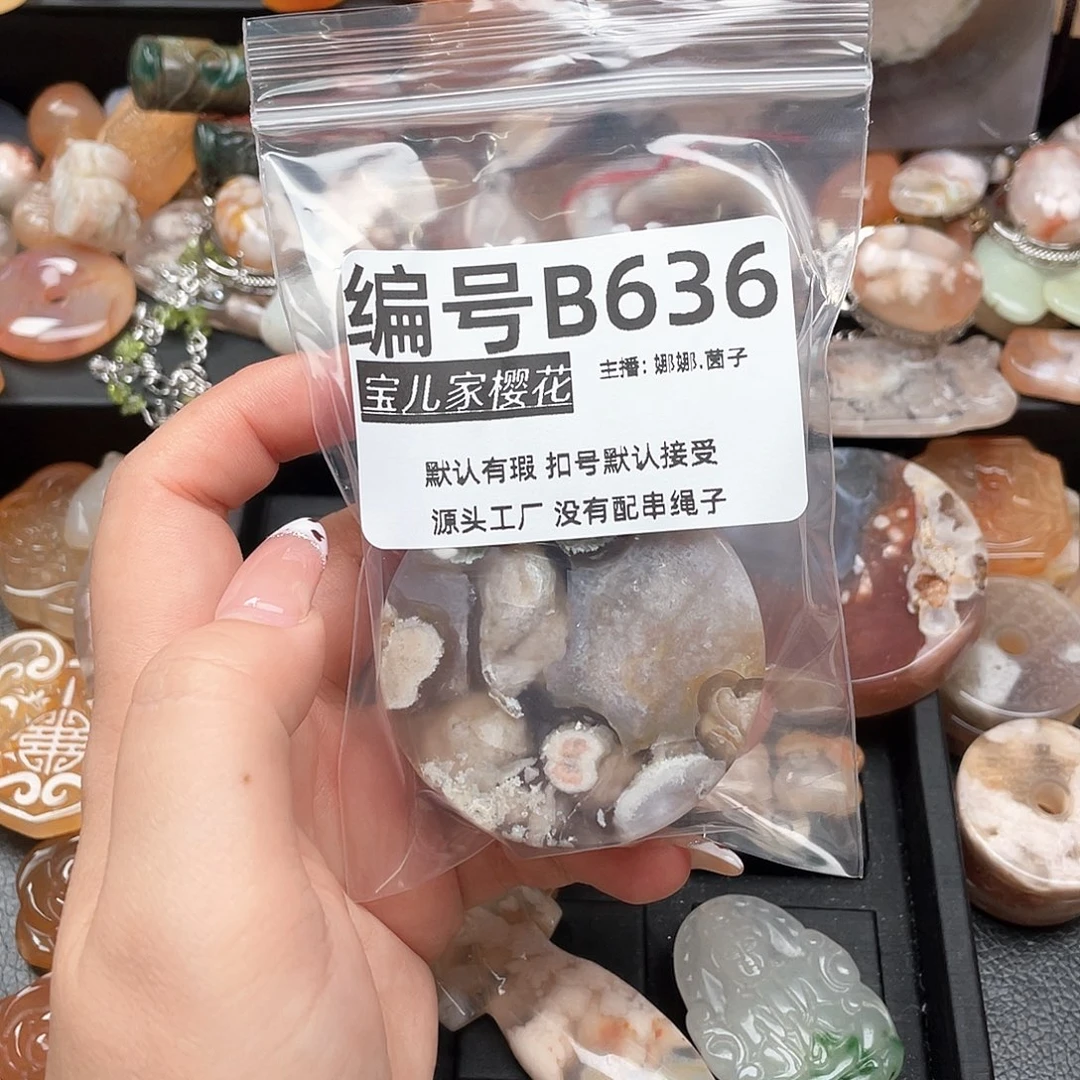 编号B636
宝儿家樱花
主播：娜娜.茵子
默认有瑕 扣号默认接受
源头工厂 没有配串绳子